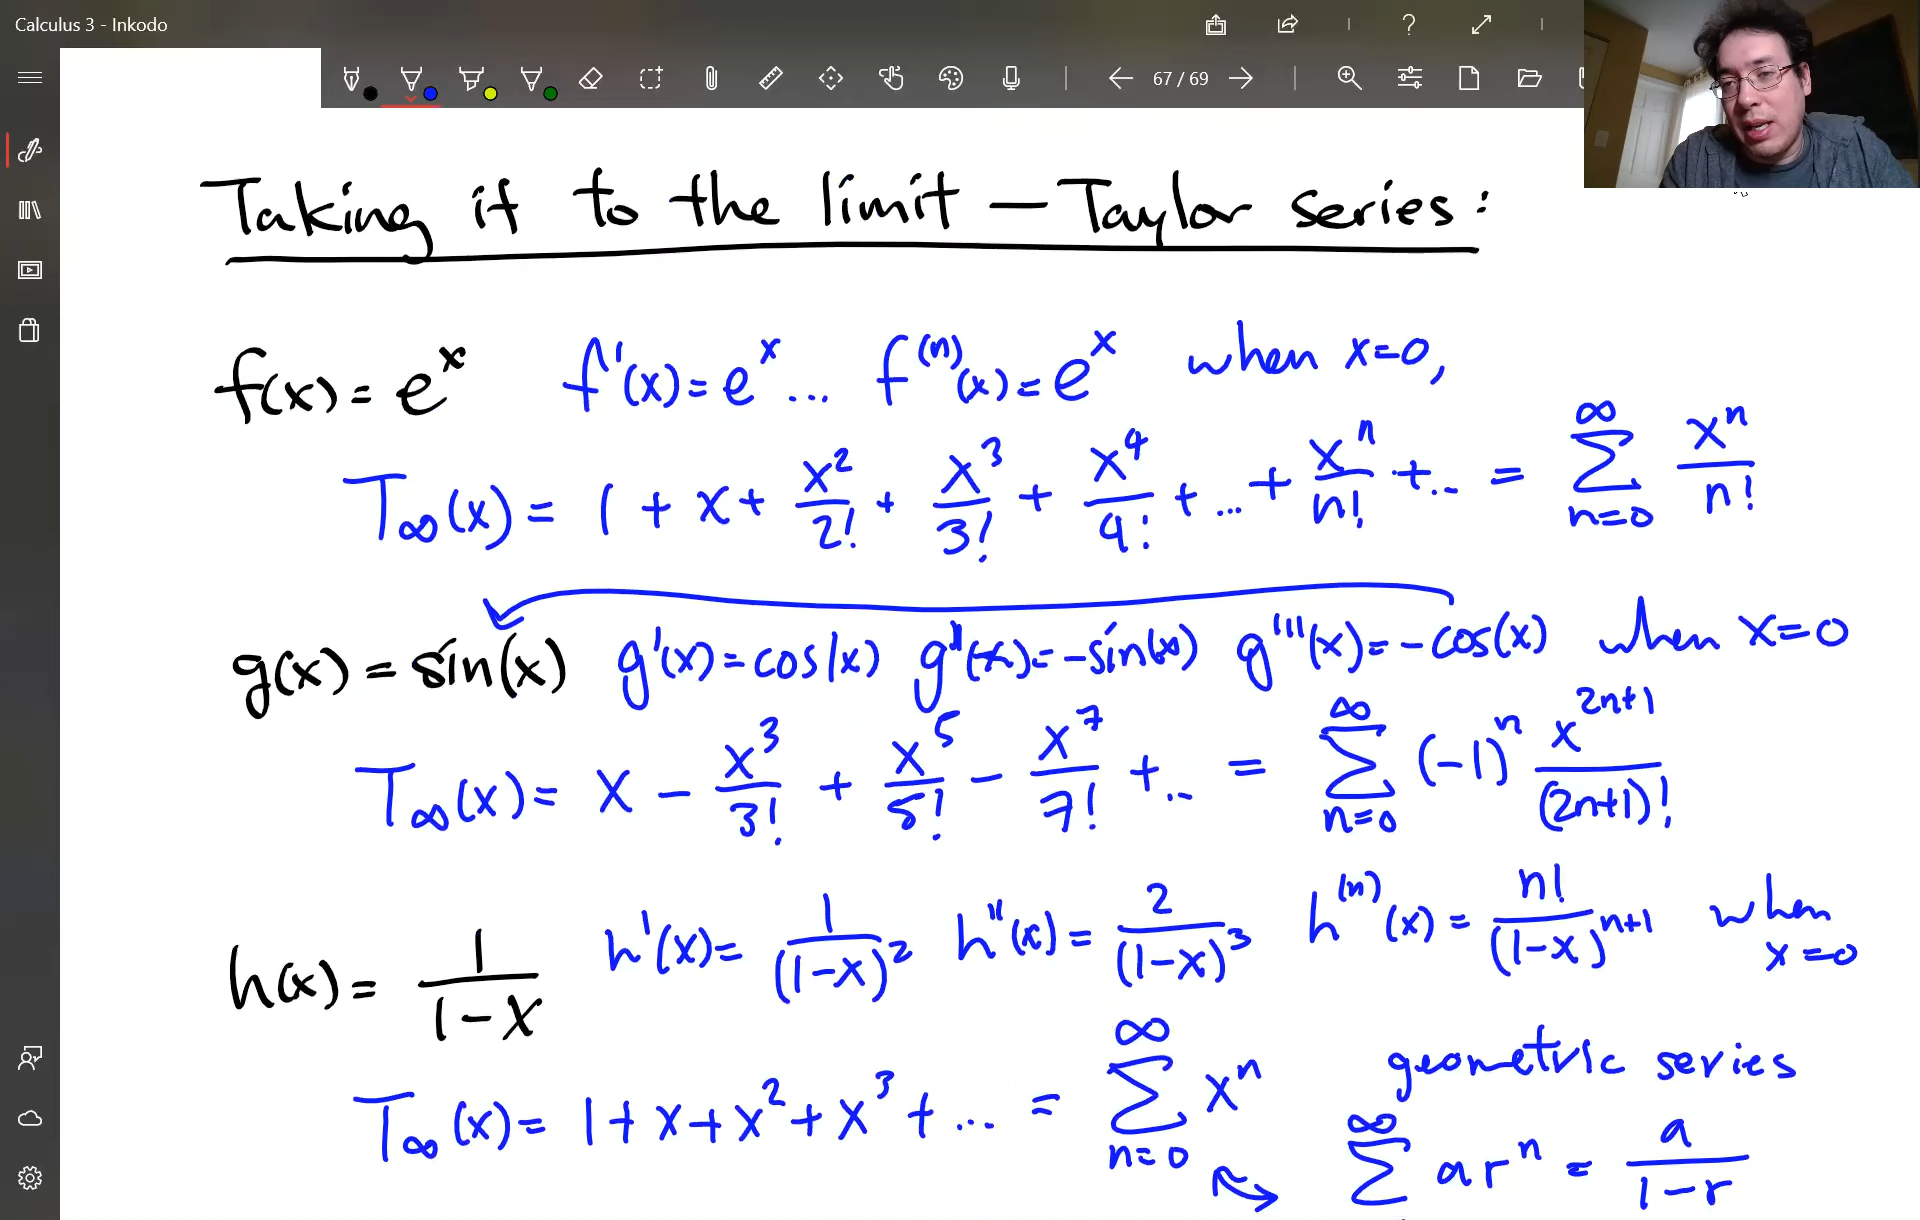 Calculus 3 - Inkodo
67 / 69
Taking it to the limit — Taylor series:
f(x) = e^x   f'(x) = e^x ... f^(n)(x) = e^x   when x=0,
T_∞(x) = 1 + x + x^2/2! + x^3/3! + x^4/4! + ... + x^n/n! + .. = ∑_{n=0}^{∞} x^n/n!
g(x) = sin(x)   g'(x) = cos(x)   g''(x) = -sin(x)   g'''(x) = -cos(x)   when x=0
T_∞(x) = x - x^3/3! + x^5/5! - x^7/7! + .. = ∑_{n=0}^{∞} (-1)^n x^{2n+1}/(2n+1)!
h(x) = 1/(1-x)   h'(x) = 1/(1-x)^2   h''(x) = 2/(1-x)^3   h^(n)(x) = n!/(1-x)^{n+1}   when x=0
geometric series
T_∞(x) = 1 + x + x^2 + x^3 + ... = ∑_{n=0}^{∞} x^n ↔ ∑^{∞} ar^n = a/(1-r)